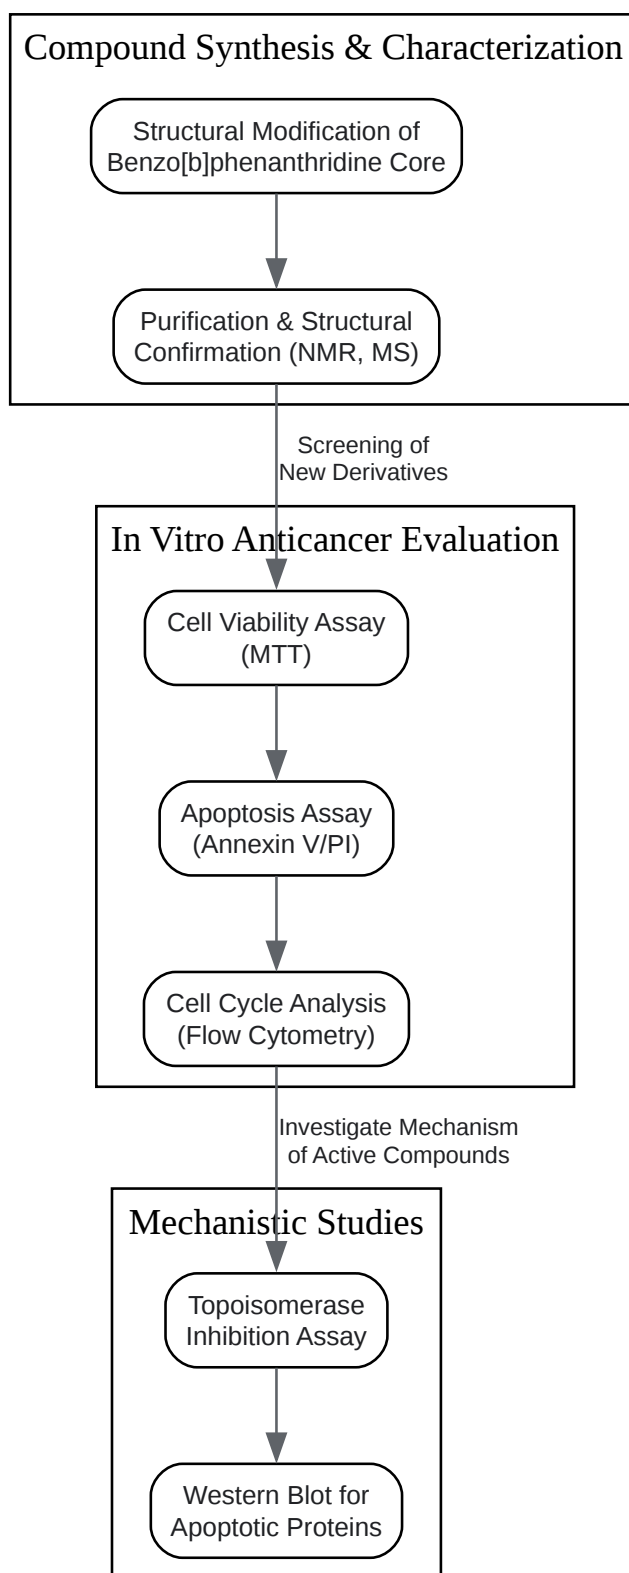 Compound Synthesis & Characterization
Structural Modification of
Benzo[b]phenanthridine Core
Purification & Structural
Confirmation (NMR, MS)
Screening of
New Derivatives
In Vitro Anticancer Evaluation
Cell Viability Assay
(MTT)
Apoptosis Assay
(Annexin V/PI)
Cell Cycle Analysis
(Flow Cytometry)
Investigate Mechanism
of Active Compounds
Mechanistic Studies
Topoisomerase
Inhibition Assay
Western Blot for
Apoptotic Proteins